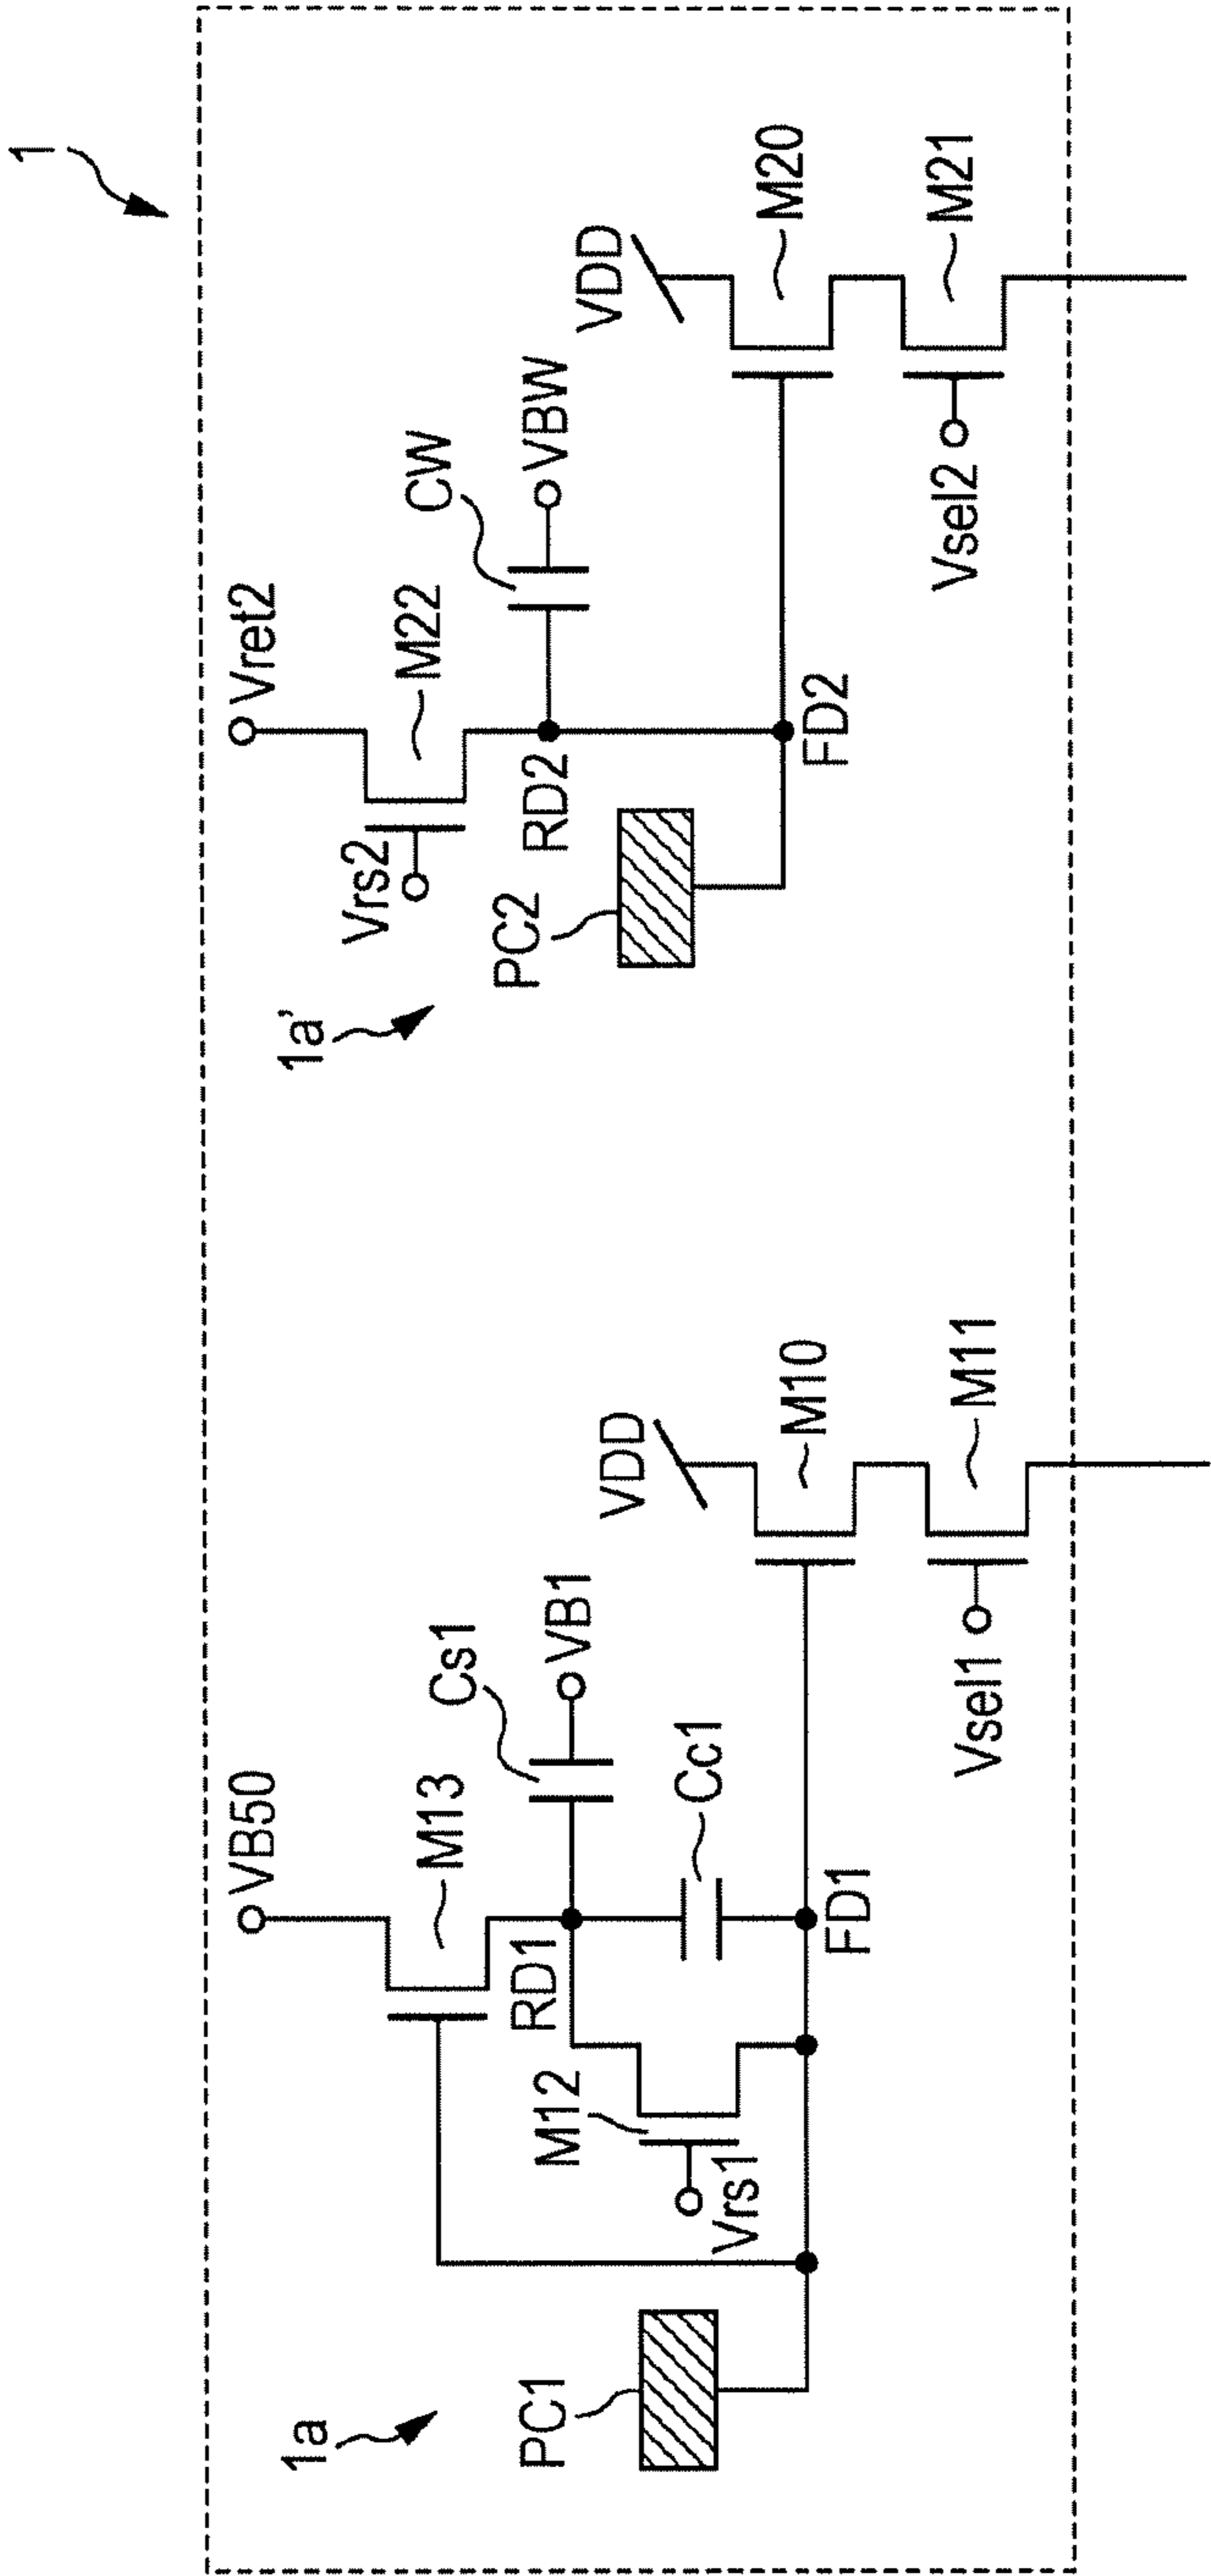 1
1a
VB50
M13
Cs1
VB1
RD1
M12
Vrs1
Cc1
PC1
FD1
VDD
M10
M11
Vsel1
1a'
Vret2
M22
Vrs2
CW
VBW
RD2
PC2
FD2
VDD
M20
M21
Vsel2